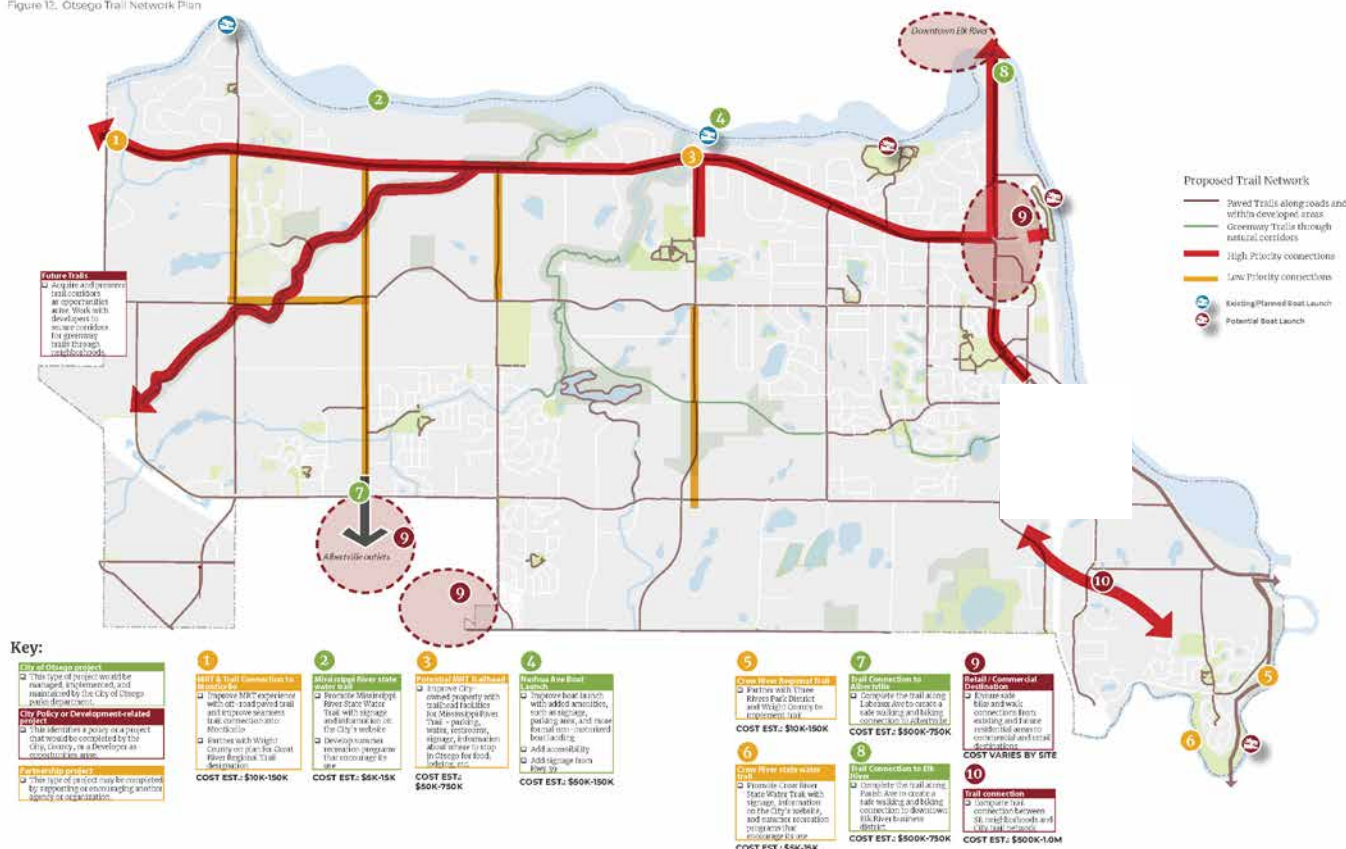 Figure 12. Otsego Trail Network Plan
Downtown Elk River
8
2
4
1
3
9
Proposed Trail Network
Paved Trails along roads and
within developed areas
Greenway Trails through
natural corridors
High Priority connections
Low Priority connections
Existing/Planned Boat Launch
Potential Boat Launch
Future Trails
Acquire and preserve
trail corridors
as opportunities
arise. Work with
developers to
secure corridors
for greenway
trails through
neighborhoods
7
9
Albertville outlets
9
10
5
6
Key:
City of Otsego project
This type of project would be
managed, implemented, and
maintained by the City of Otsego
parks department.
City Policy or Development-related
project
This identifies a policy or a project
that would be completed by the
City, County, or a Developer as
opportunities arise.
Partnership project
This type of project may be completed
by supporting or encouraging another
agency or organization.
1
MRT & Trail Connection to
Monticello
Improve MRT experience
with off-road paved trail
and improve seamless
trail connection into
Monticello
Partner with Wright
County on plan for Great
River Regional Trail
designation
COST EST.: $10K-150K
2
Mississippi River state
water trail
Promote Mississippi
River State Water
Trail with signage
and information on
the City's website
Develop summer
recreation programs
that encourage its
use
COST EST.: $5K-15K
3
Potential MRT Trailhead
Improve City-
owned property with
trailhead facilities
for Mississippi River
Trail - parking,
water, restrooms,
signage, information
about where to stop
in Otsego for food,
lodging, etc.
COST EST.:
$50K-750K
4
Nashua Ave Boat
Launch
Improve boat launch
with added amenities,
such as signage,
parking area, and more
formal non-motorized
boat landing
Add accessibility
Add signage from
Hwy 39
COST EST.: $50K-150K
5
Crow River Regional Trail
Partner with Three
Rivers Park District
and Wright County to
implement trail
COST EST.: $10K-150K
6
Crow River state water
trail
Promote Crow River
State Water Trail with
signage, information
on the City's website,
and summer recreation
programs that
encourage its use
COST EST.: $5K-15K
7
Trail Connection to
Albertville
Complete the trail along
Labeaux Ave to create a
safe walking and biking
connection to Albertville
COST EST.: $500K-750K
8
Trail Connection to Elk
River
Complete the trail along
Parish Ave to create a
safe walking and biking
connection to downtown
Elk River business
district
COST EST.: $500K-750K
9
Retail / Commercial
Destination
Ensure safe
bike and walk
connections from
existing and future
residential areas to
commercial and retail
destinations
COST VARIES BY SITE
10
Trail connection
Complete trail
connection between
SE neighborhoods and
City trail network
COST EST.: $500K-1.0M